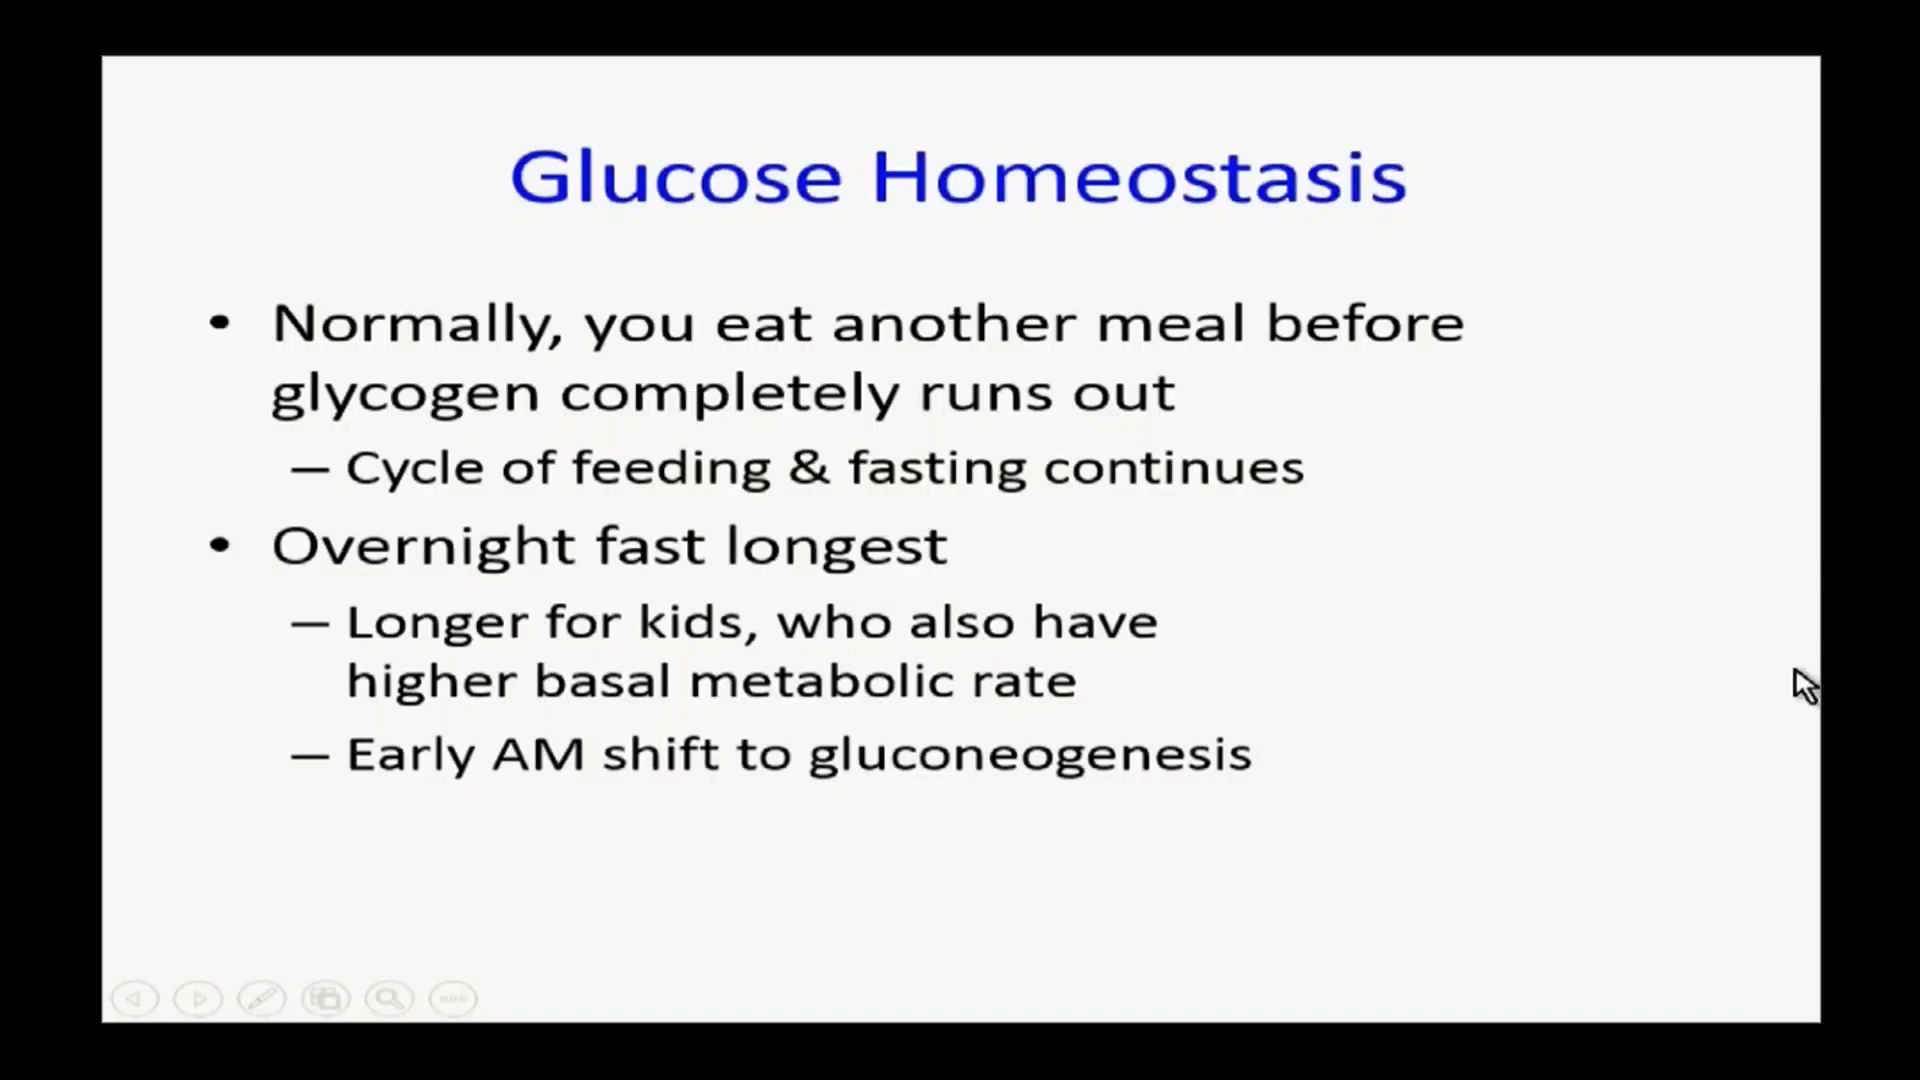 Glucose Homeostasis
• Normally, you eat another meal before
glycogen completely runs out
– Cycle of feeding & fasting continues
• Overnight fast longest
– Longer for kids, who also have
higher basal metabolic rate
– Early AM shift to gluconeogenesis